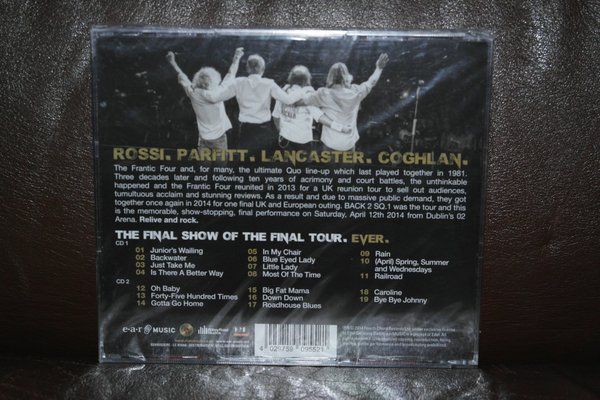 ROSSI. PARFITT. LANCASTER. COGHLAN.
The Frantic Four and, for many, the ultimate Quo line-up which last played together in 1981.
Three decades later and following ten years of acrimony and court battles, the unthinkable
happened and the Frantic Four reunited in 2013 for a UK reunion tour to sell out audiences,
tumultuous acclaim and stunning reviews. As a result and due to massive public demand, they got
together once again in 2014 for one final UK and European outing. BACK 2 SQ.1 was the tour and this
is the memorable, show-stopping, final performance on Saturday, April 12th 2014 from Dublin's 02
Arena. Relive and rock.
THE FINAL SHOW OF THE FINAL TOUR. EVER.
CD 1
01 Junior's Wailing
02 Backwater
03 Just Take Me
04 Is There A Better Way
05 In My Chair
06 Blue Eyed Lady
07 Little Lady
08 Most Of The Time
09 Rain
10 (April) Spring, Summer
and Wednesdays
11 Railroad
CD 2
12 Oh Baby
13 Forty-Five Hundred Times
14 Gotta Go Home
15 Big Fat Mama
16 Down Down
17 Roadhouse Blues
18 Caroline
19 Bye Bye Johnny
e·a·r MUSIC
4 029759 095521